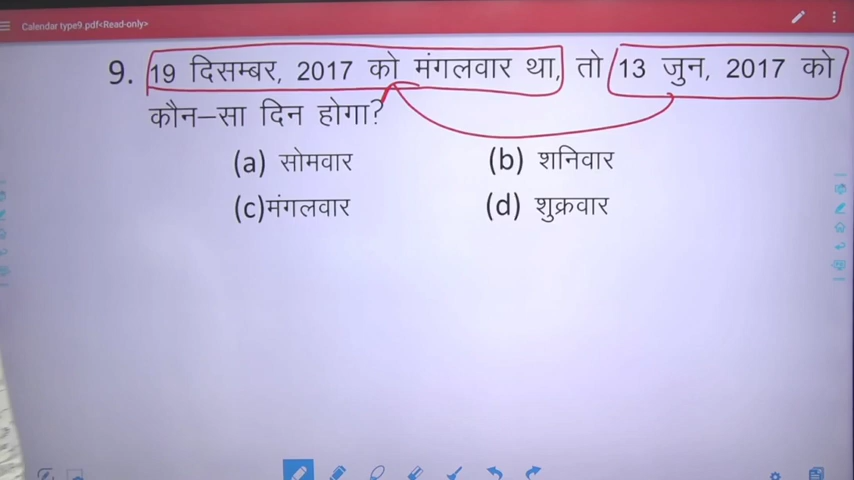 Calendar type9.pdf<Read-only>
9. 19 दिसम्बर, 2017 को मंगलवार था, तो 13 जुन, 2017 को
कौन–सा दिन होगा?
(a) सोमवार (b) शनिवार
(c)मंगलवार (d) शुक्रवार